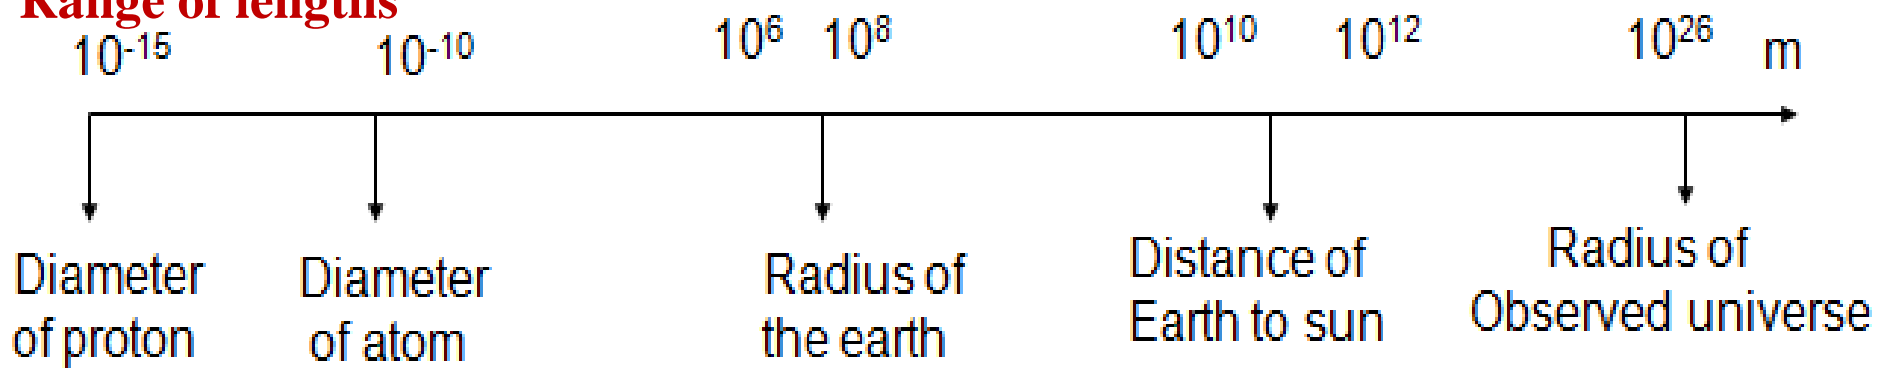 Range of lengths
10⁻¹⁵ 10⁻¹⁰ 10⁶ 10⁸ 10¹⁰ 10¹² 10²⁶ m
Diameter of proton
Diameter of atom
Radius of the earth
Distance of Earth to sun
Radius of Observed universe